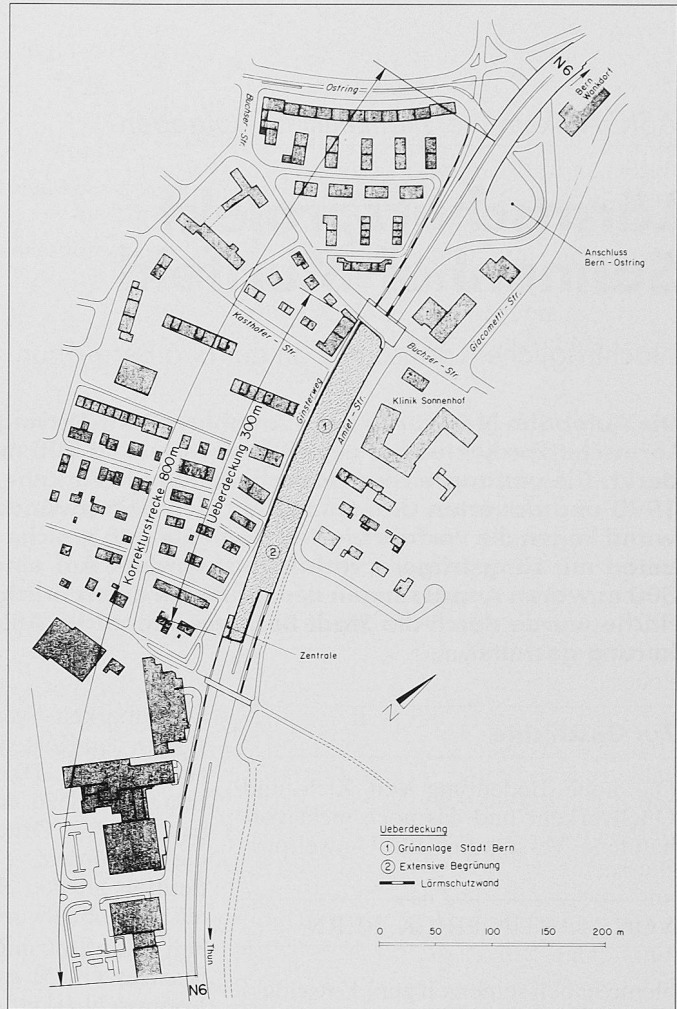 N6
Bern
Wankdorf
Ostring
Buchser-Str.
Anschluss
Bern - Ostring
Giacometti - Str.
Kasthofer - Str.
Buchser-Str.
Ginsterweg
Klinik Sonnenhof
①
Amiet - Str.
Ueberdeckung 300m
Korrekturstrecke 800m
②
Zentrale
N
Ueberdeckung
① Grünanlage Stadt Bern
② Extensive Begrünung
Lärmschutzwand
0 50 100 150 200 m
Thun
N6